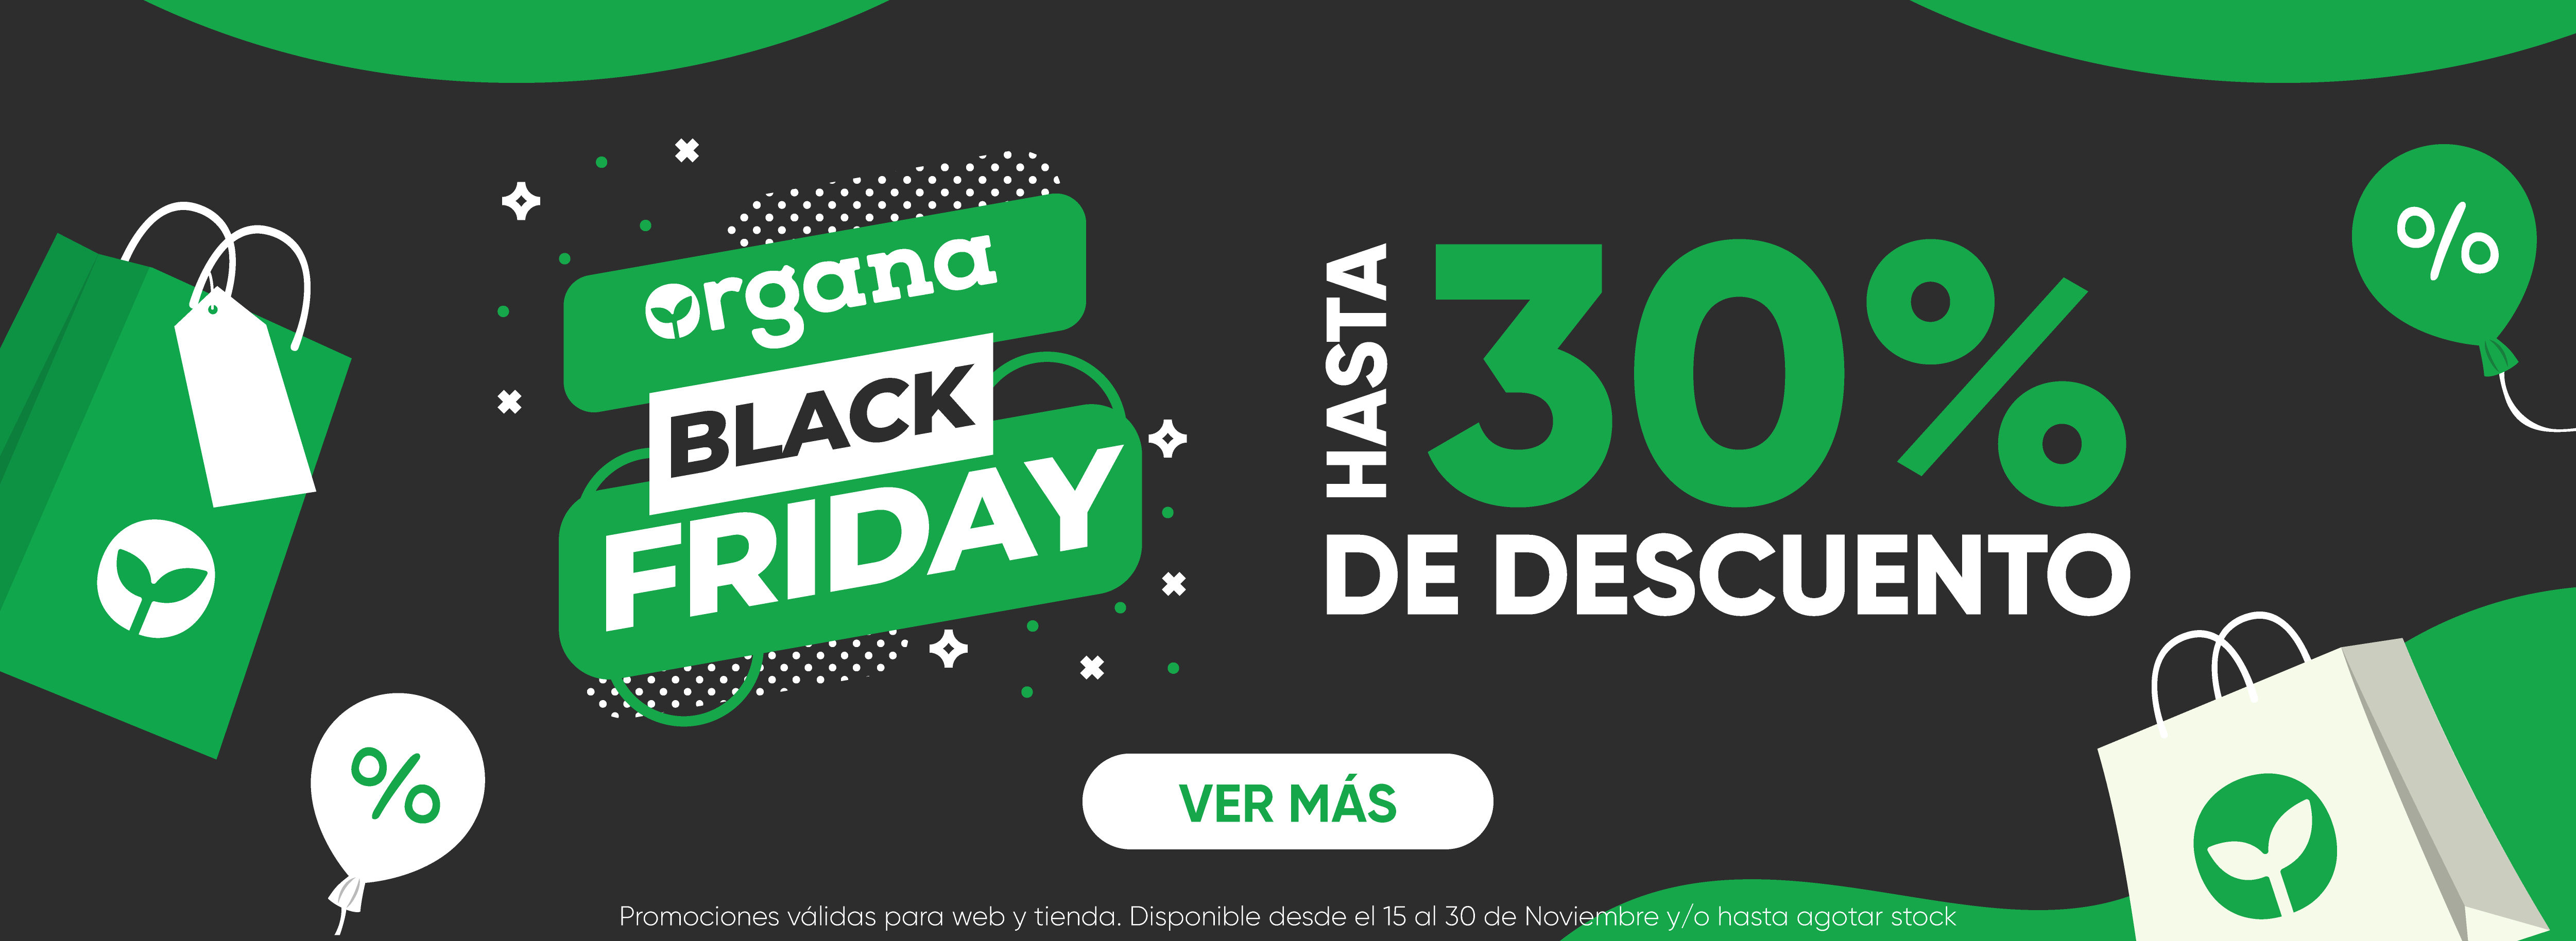 organa
BLACK
FRIDAY
HASTA
30%
DE DESCUENTO
%
%
VER MÁS
Promociones válidas para web y tienda. Disponible desde el 15 al 30 de Noviembre y/o hasta agotar stock